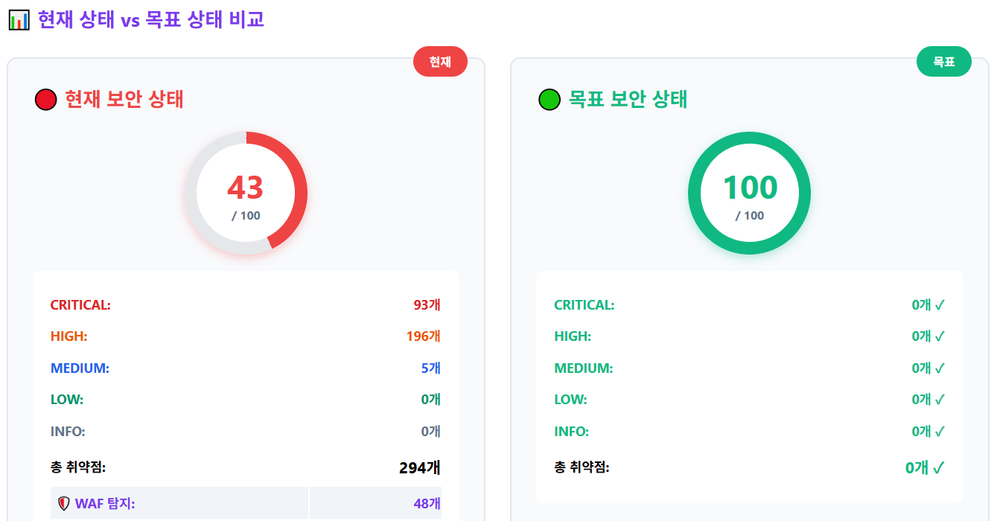 현재 상태 vs 목표 상태 비교
현재
현재 보안 상태
43
/ 100
CRITICAL: 93개
HIGH: 196개
MEDIUM: 5개
LOW: 0개
INFO: 0개
총 취약점: 294개
WAF 탐지: 48개
목표
목표 보안 상태
100
/ 100
CRITICAL: 0개 ✓
HIGH: 0개 ✓
MEDIUM: 0개 ✓
LOW: 0개 ✓
INFO: 0개 ✓
총 취약점: 0개 ✓